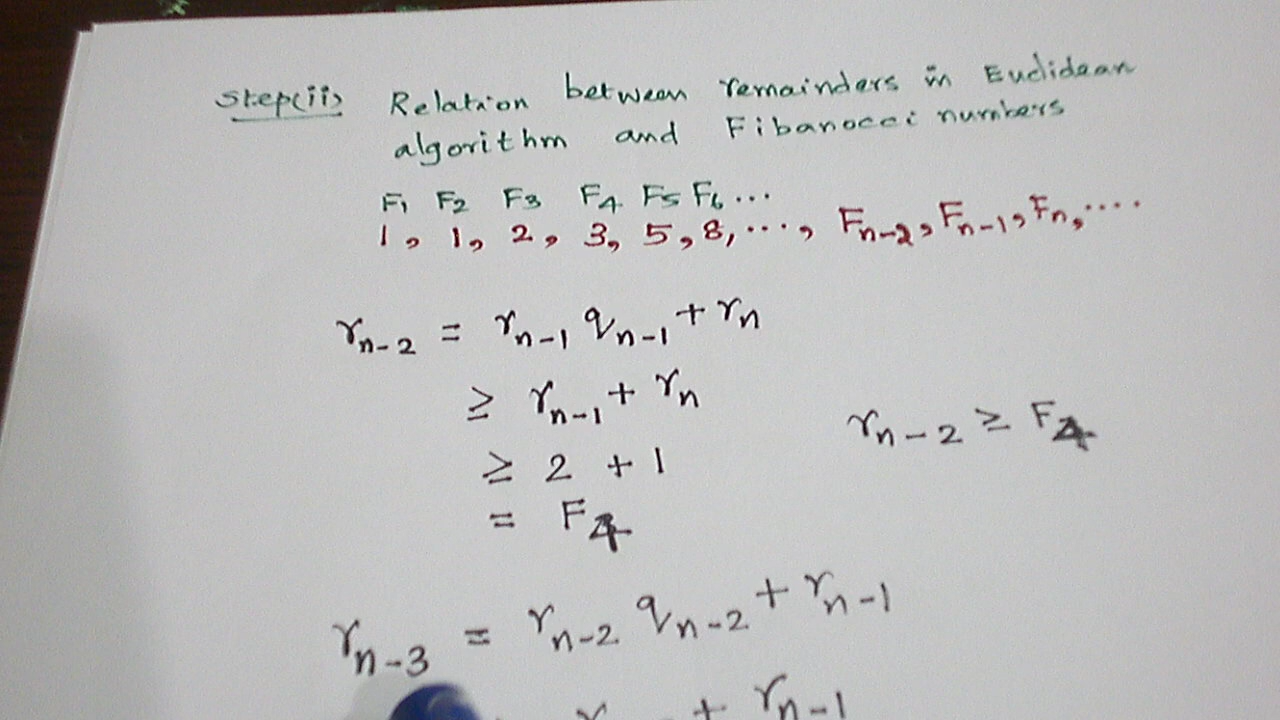 Step(ii) Relation between remainders in Euclidean
algorithm and Fibanocci numbers
F1 F2 F3 F4 F5 F6 ...
1, 1, 2, 3, 5, 8, ..., Fn-2, Fn-1, Fn, ....
rn-2 = rn-1 qn-1 + rn
≥ rn-1 + rn
≥ 2 + 1
= F4
rn-2 ≥ F4
rn-3 = rn-2 qn-2 + rn-1
+ rn-1